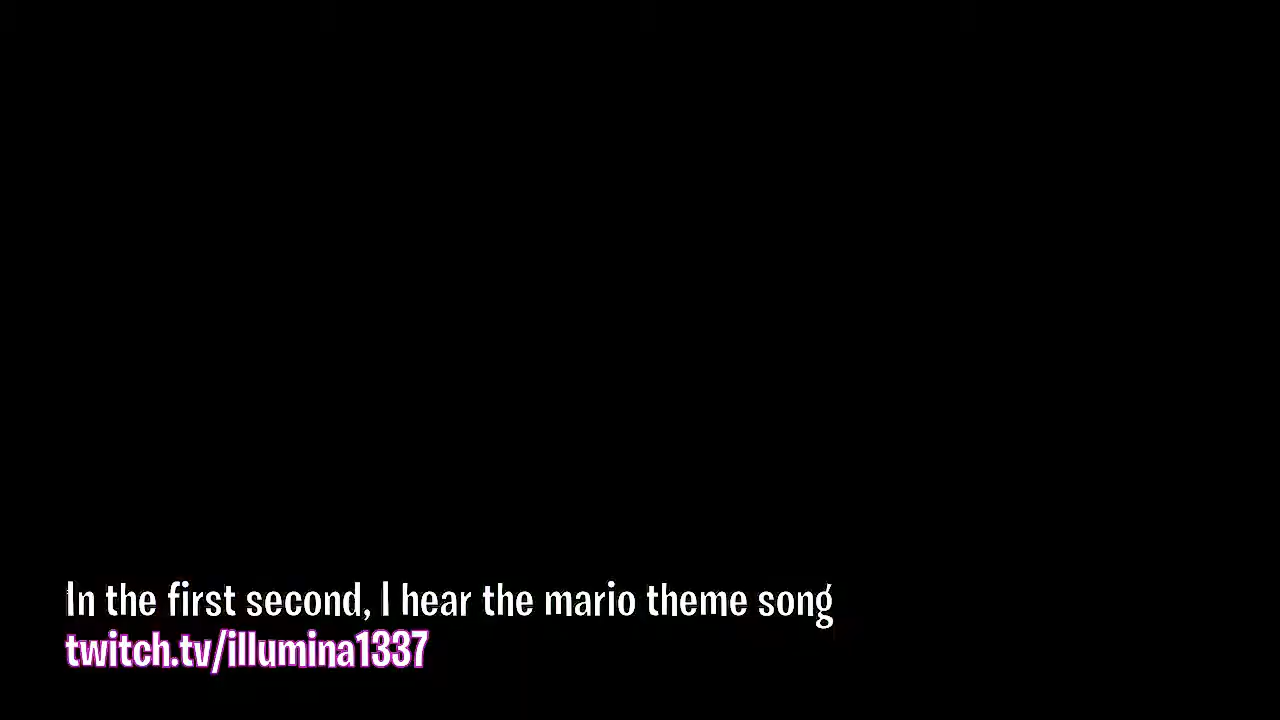 In the first second, I hear the mario theme song
twitch.tv/illumina1337